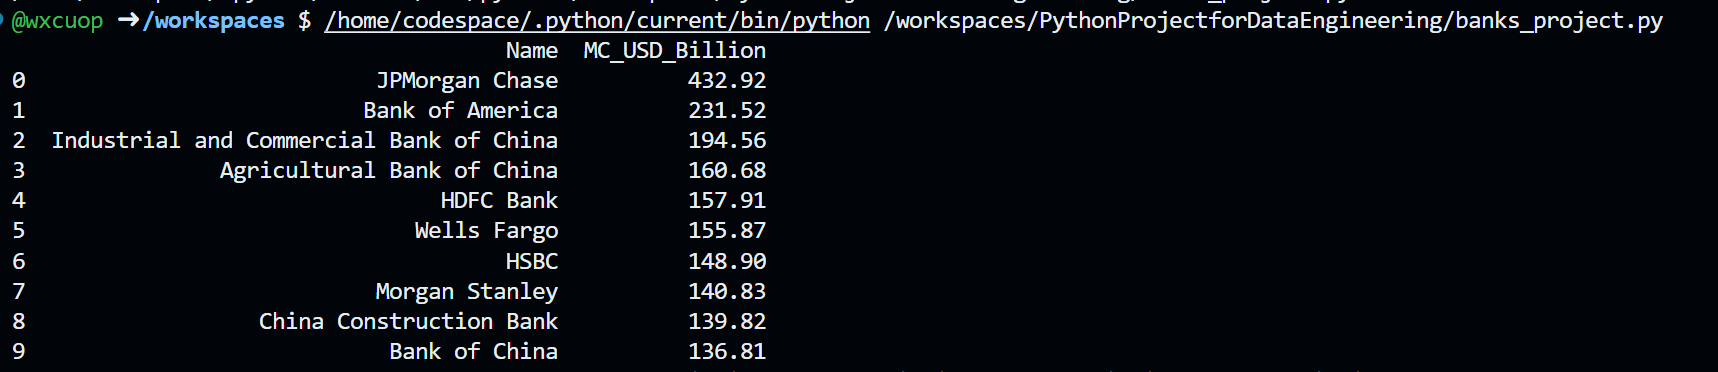 @wxcuop ➜/workspaces $ /home/codespace/.python/current/bin/python /workspaces/PythonProjectforDataEngineering/banks_project.py
Name MC_USD_Billion
0 JPMorgan Chase 432.92
1 Bank of America 231.52
2 Industrial and Commercial Bank of China 194.56
3 Agricultural Bank of China 160.68
4 HDFC Bank 157.91
5 Wells Fargo 155.87
6 HSBC 148.90
7 Morgan Stanley 140.83
8 China Construction Bank 139.82
9 Bank of China 136.81